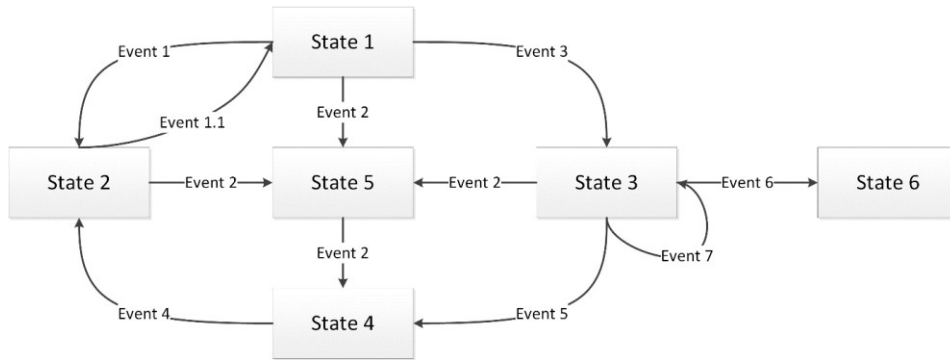 State 1
Event 1
Event 3
Event 1.1
Event 2
State 2
Event 2
State 5
Event 2
State 3
Event 6
State 6
Event 2
Event 7
Event 4
State 4
Event 5